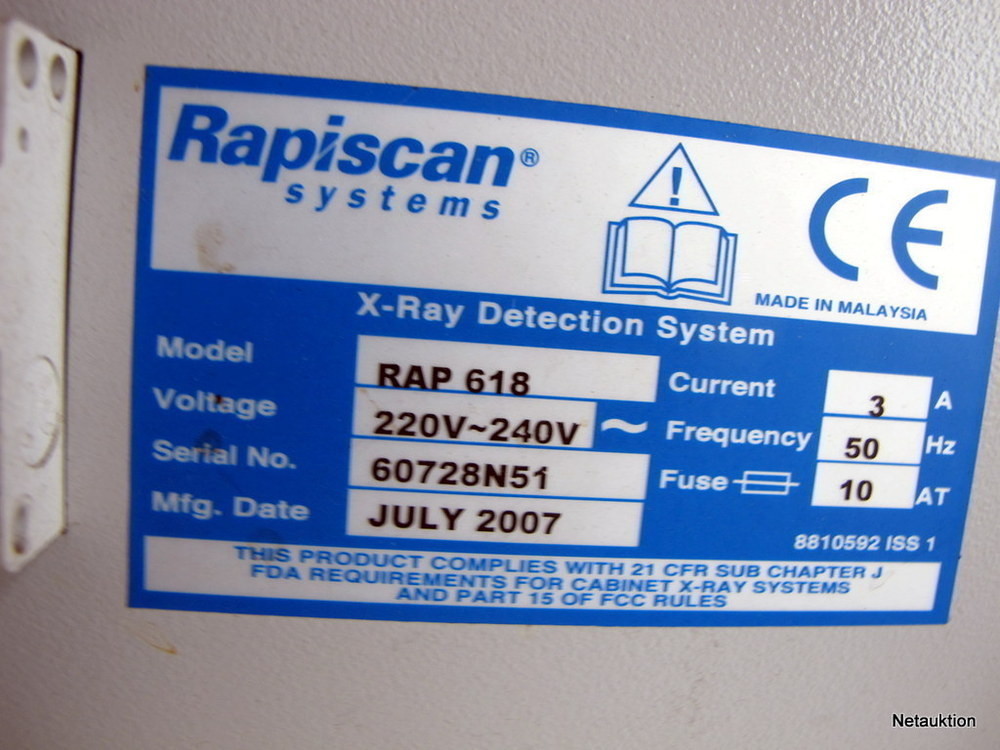 Rapiscan®
systems
!
CE
MADE IN MALAYSIA
X-Ray Detection System
Model RAP 618
Voltage 220V~240V ~
Serial No. 60728N51
Mfg. Date JULY 2007
Current 3 A
Frequency 50 Hz
Fuse 10 AT
8810592 ISS 1
THIS PRODUCT COMPLIES WITH 21 CFR SUB CHAPTER J
FDA REQUIREMENTS FOR CABINET X-RAY SYSTEMS
AND PART 15 OF FCC RULES
Netauktion